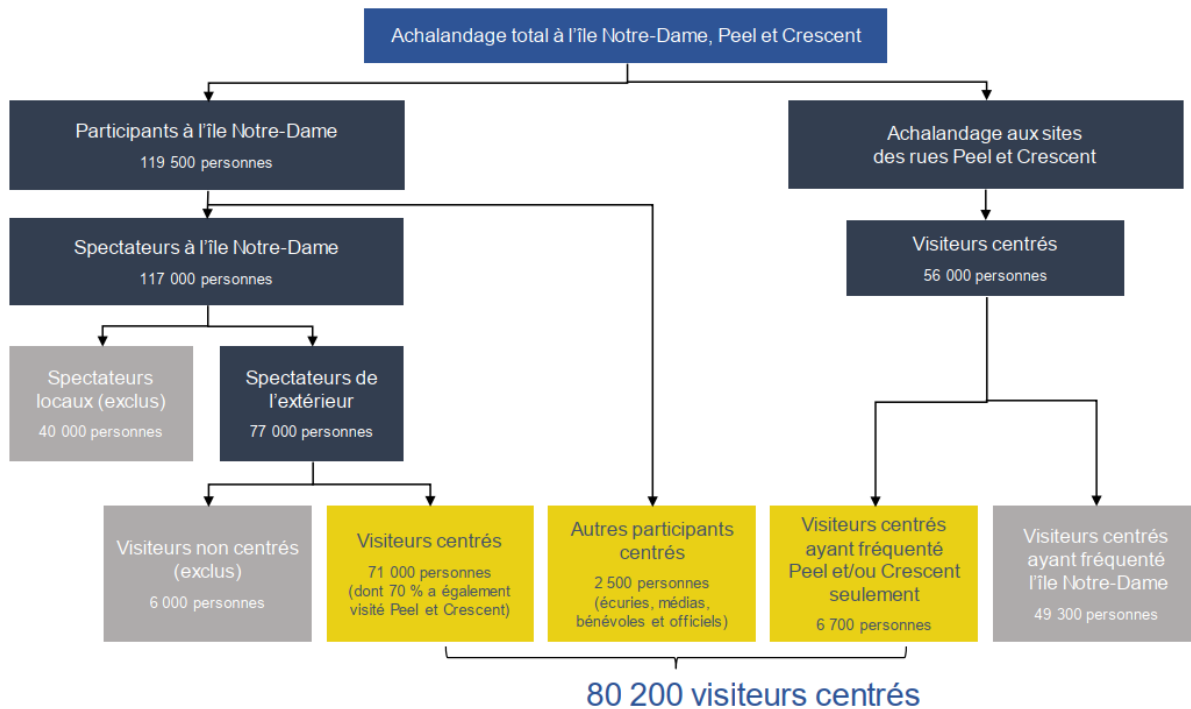 Achalandage total à l'île Notre-Dame, Peel et Crescent
Participants à l'île Notre-Dame
119 500 personnes
Achalandage aux sites
des rues Peel et Crescent
Spectateurs à l'île Notre-Dame
117 000 personnes
Visiteurs centrés
56 000 personnes
Spectateurs
locaux (exclus)
40 000 personnes
Spectateurs de
l'extérieur
77 000 personnes
Visiteurs non centrés
(exclus)
6 000 personnes
Visiteurs centrés
71 000 personnes
(dont 70 % a également
visité Peel et Crescent)
Autres participants
centrés
2 500 personnes
(écuries, médias,
bénévoles et officiels)
Visiteurs centrés
ayant fréquenté
Peel et/ou Crescent
seulement
6 700 personnes
Visiteurs centrés
ayant fréquenté
l'île Notre-Dame
49 300 personnes
80 200 visiteurs centrés